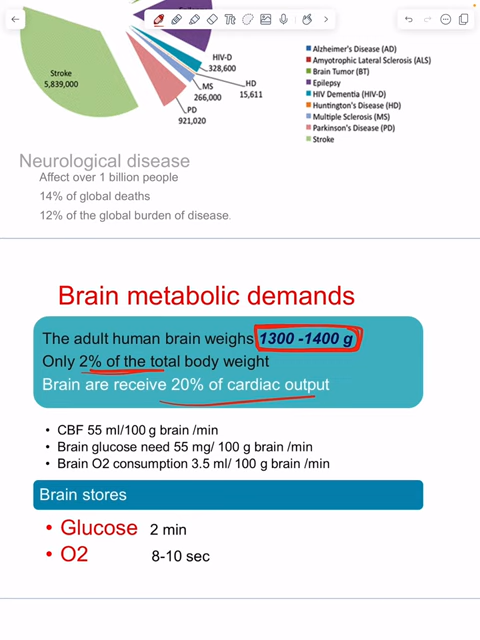 Stroke
5,839,000
HIV-D
328,600
HD
15,611
MS
266,000
PD
921,020
Alzheimer's Disease (AD)
Amyotrophic Lateral Sclerosis (ALS)
Brain Tumor (BT)
Epilepsy
HIV Dementia (HIV-D)
Huntington's Disease (HD)
Multiple Sclerosis (MS)
Parkinson's Disease (PD)
Stroke
Neurological disease
Affect over 1 billion people
14% of global deaths
12% of the global burden of disease.
Brain metabolic demands
The adult human brain weighs 1300 -1400 g
Only 2% of the total body weight
Brain are receive 20% of cardiac output
• CBF 55 ml/100 g brain /min
• Brain glucose need 55 mg/ 100 g brain /min
• Brain O2 consumption 3.5 ml/ 100 g brain /min
Brain stores
• Glucose 2 min
• O2 8-10 sec